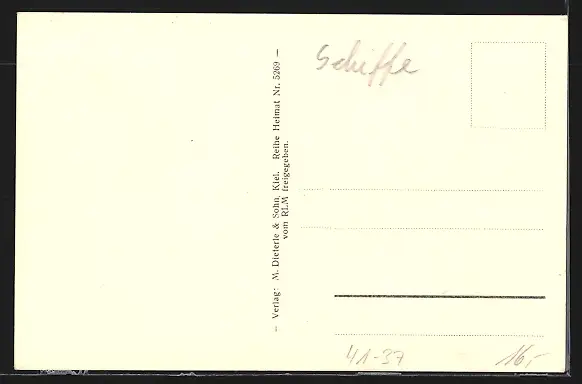 Schiffe
– Verlag: M. Dieterle & Sohn, Kiel. Reihe Heimat Nr. 5269 –
vom RLM freigegeben.
41-37
16,-